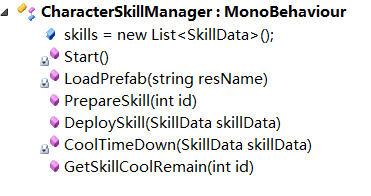 CharacterSkillManager : MonoBehaviour
skills = new List<SkillData>();
Start()
LoadPrefab(string resName)
PrepareSkill(int id)
DeploySkill(SkillData skillData)
CoolTimeDown(SkillData skillData)
GetSkillCoolRemain(int id)